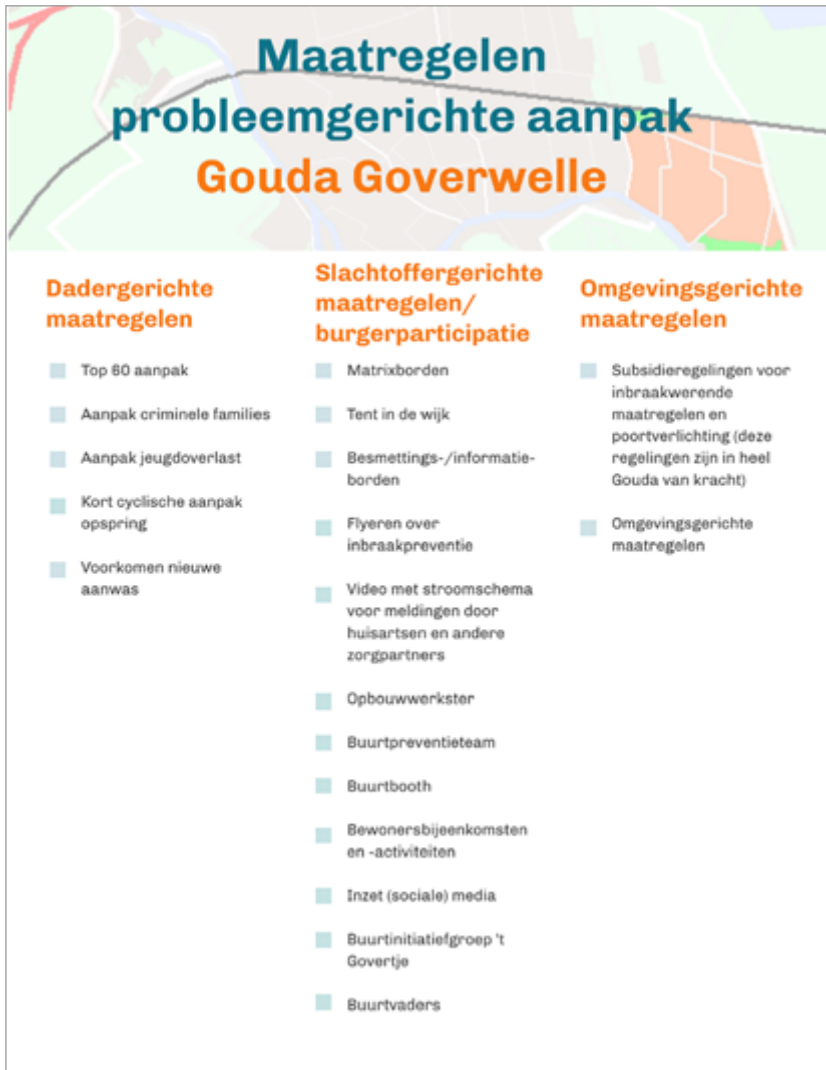 Maatregelen
probleemgerichte aanpak
Gouda Goverwelle
Dadergerichte
maatregelen
Top 60 aanpak
Aanpak criminele families
Aanpak jeugdoverlast
Kort cyclische aanpak
opspring
Voorkomen nieuwe
aanwas
Slachtoffergerichte
maatregelen/
burgerparticipatie
Matrixborden
Tent in de wijk
Besmettings-/informatie-
borden
Flyeren over
inbraakpreventie
Video met stroomschema
voor meldingen door
huisartsen en andere
zorgpartners
Opbouwwerkster
Buurtpreventieteam
Buurtbooth
Bewonersbijeenkomsten
en -activiteiten
Inzet (sociale) media
Buurtinitiatiefgroep 't
Govertje
Buurtvaders
Omgevingsgerichte
maatregelen
Subsidieregelingen voor
inbraakwerende
maatregelen en
poortverlichting (deze
regelingen zijn in heel
Gouda van kracht)
Omgevingsgerichte
maatregelen